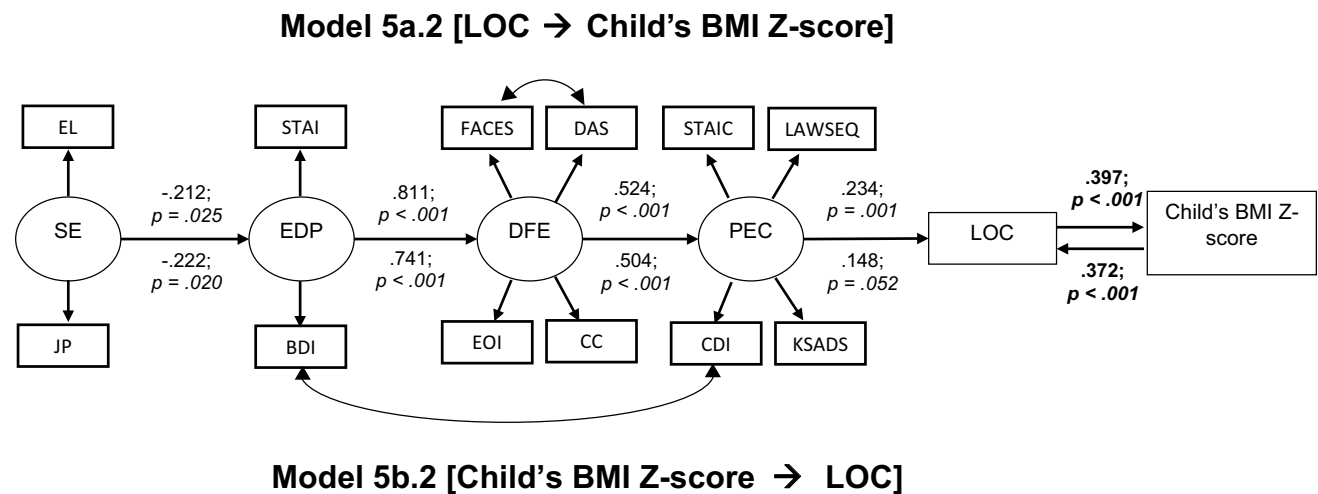 Model 5a.2 [LOC → Child's BMI Z-score]
EL
STAI
FACES
DAS
STAIC
LAWSEQ
-.212;
p = .025
.811;
p < .001
.524;
p < .001
.234;
p = .001
.397;
p < .001
SE
EDP
DFE
PEC
LOC
Child's BMI Z-
score
-.222;
p = .020
.741;
p < .001
.504;
p < .001
.148;
p = .052
.372;
p < .001
JP
BDI
EOI
CC
CDI
KSADS
Model 5b.2 [Child's BMI Z-score → LOC]